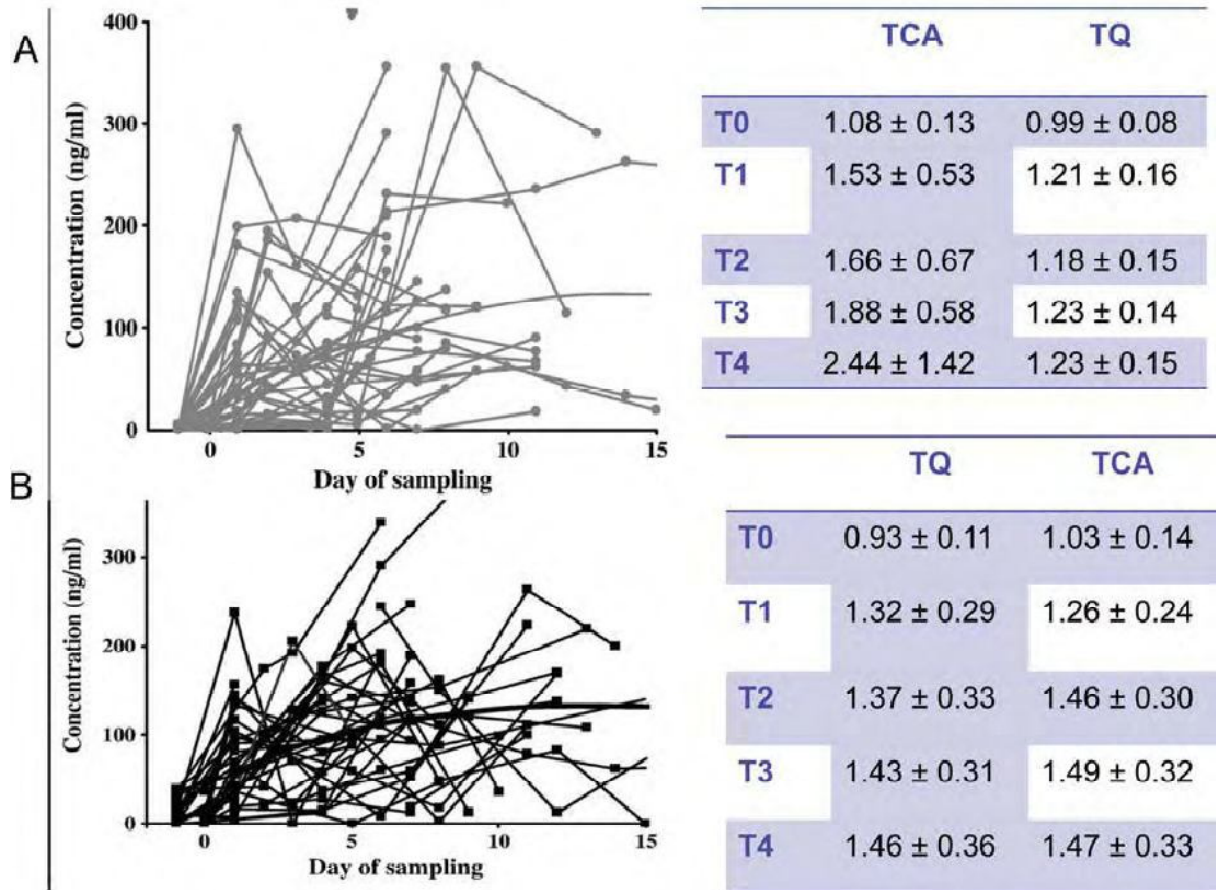 A
Concentration (ng/ml)
400
300
200
100
0
0 5 10 15
Day of sampling
TCA TQ
T0 1.08 ± 0.13 0.99 ± 0.08
T1 1.53 ± 0.53 1.21 ± 0.16
T2 1.66 ± 0.67 1.18 ± 0.15
T3 1.88 ± 0.58 1.23 ± 0.14
T4 2.44 ± 1.42 1.23 ± 0.15
B
Concentration (ng/ml)
300
200
100
0
0 5 10 15
Day of sampling
TQ TCA
T0 0.93 ± 0.11 1.03 ± 0.14
T1 1.32 ± 0.29 1.26 ± 0.24
T2 1.37 ± 0.33 1.46 ± 0.30
T3 1.43 ± 0.31 1.49 ± 0.32
T4 1.46 ± 0.36 1.47 ± 0.33